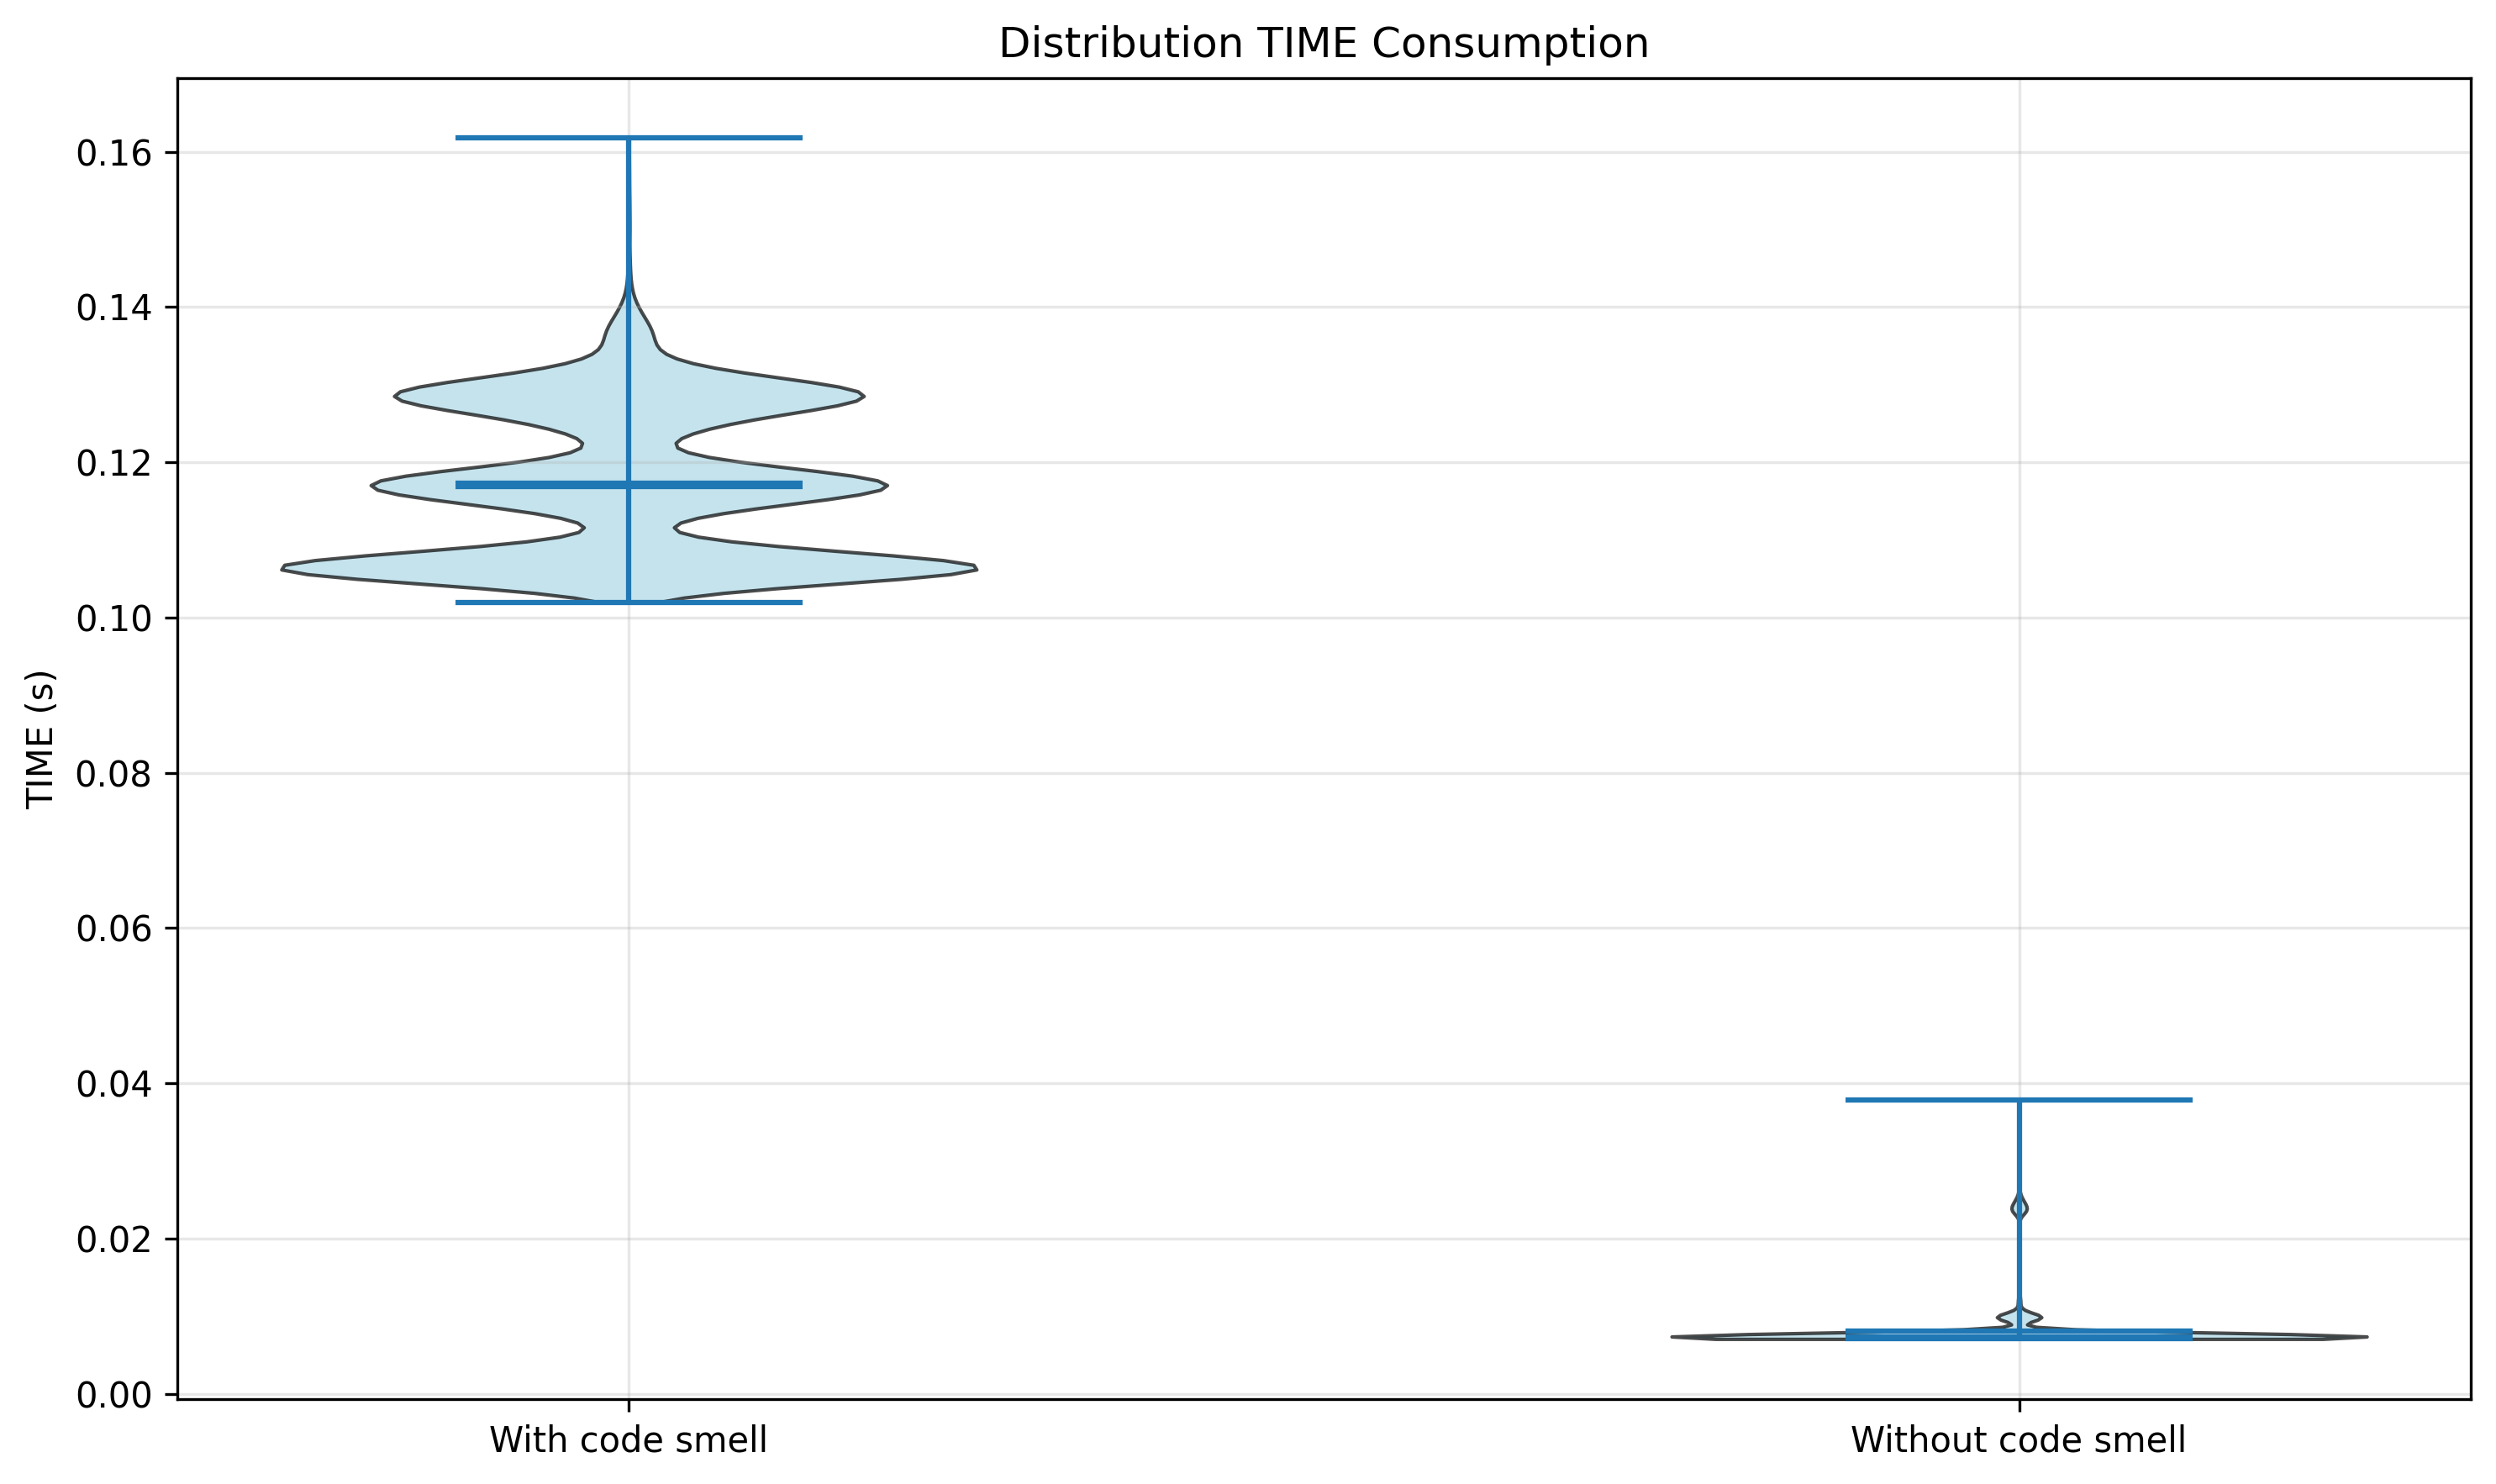 Distribution TIME Consumption
TIME (s)
0.16
0.14
0.12
0.10
0.08
0.06
0.04
0.02
0.00
With code smell
Without code smell